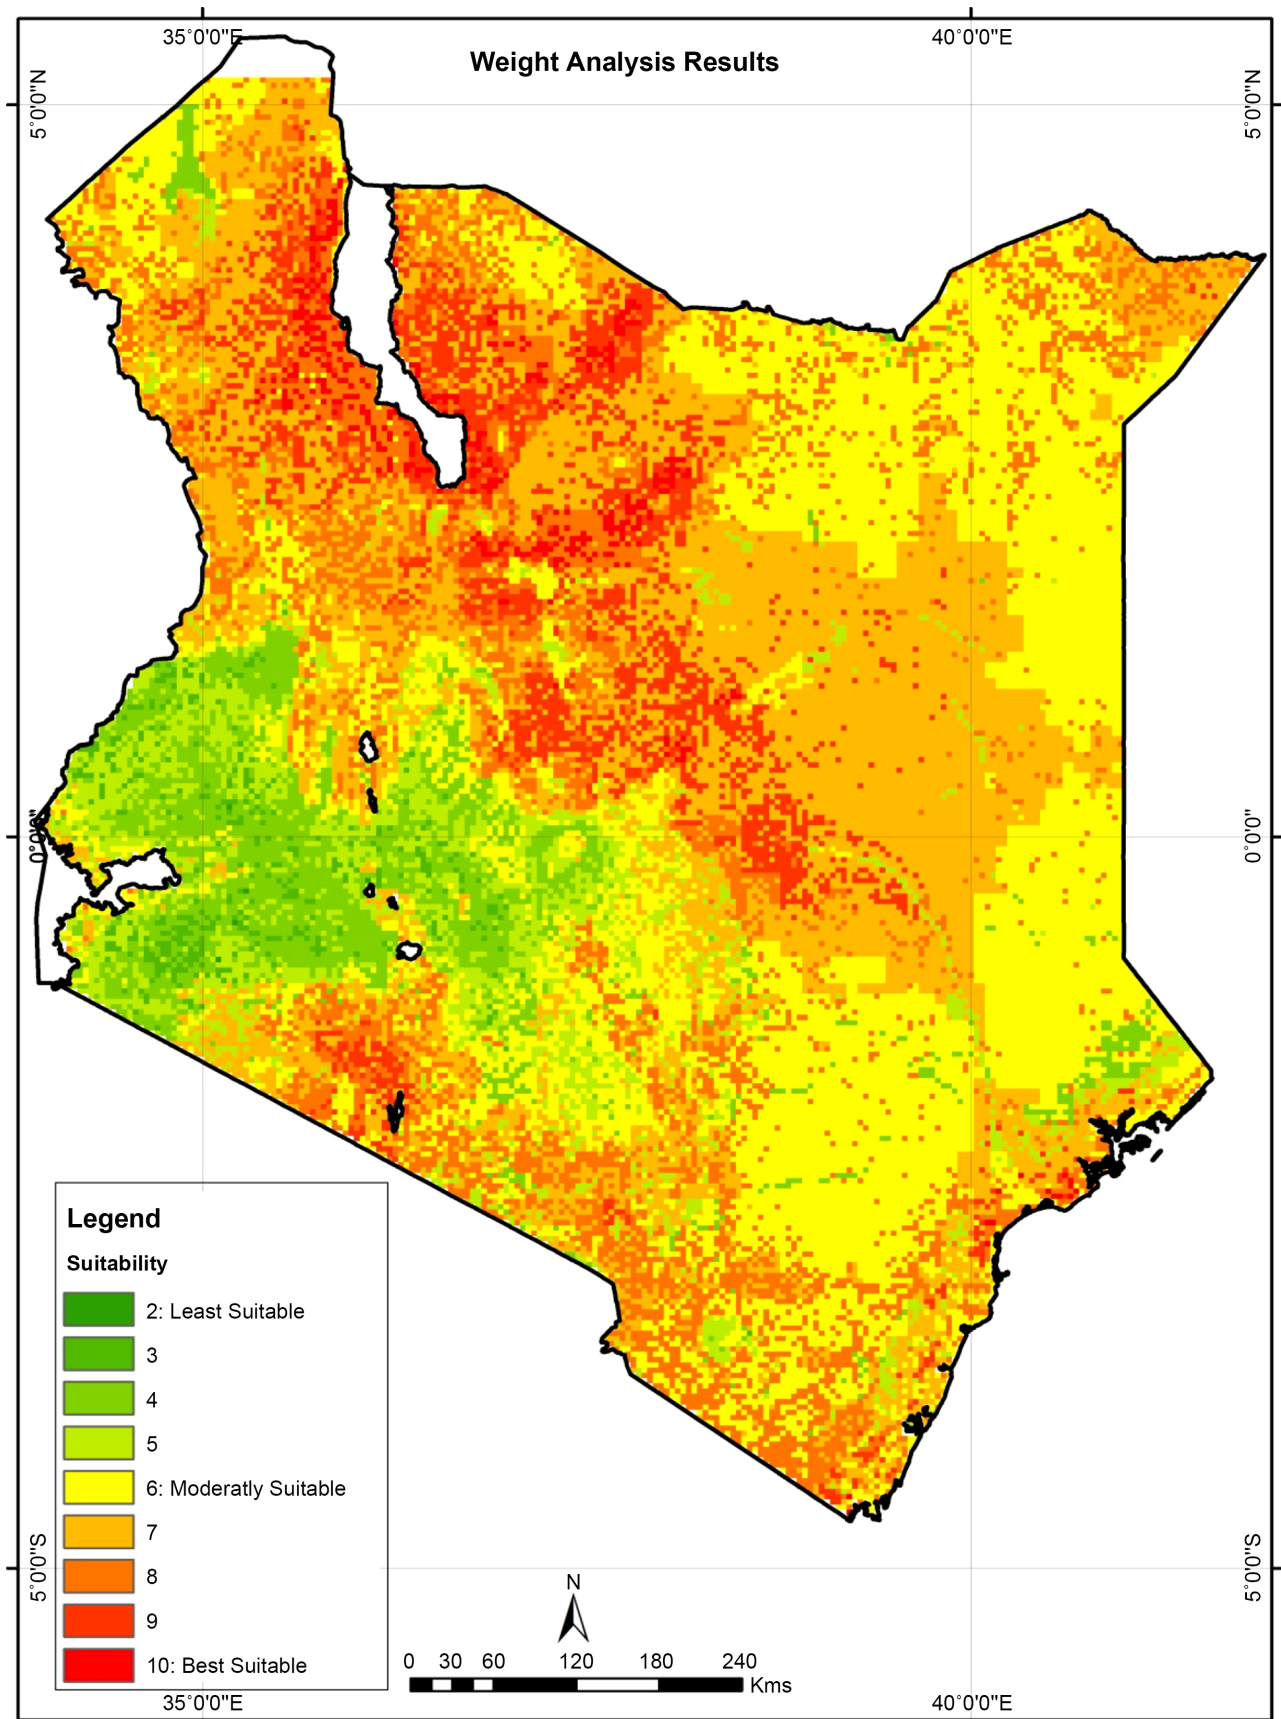 35°0'0"E
40°0'0"E
Weight Analysis Results
5°0'0"N
5°0'0"N
0°0'0"
0°0'0"
Legend
Suitability
2: Least Suitable
3
4
5
6: Moderatly Suitable
7
8
9
10: Best Suitable
5°0'0"S
5°0'0"S
N
0 30 60 120 180 240
Kms
35°0'0"E
40°0'0"E